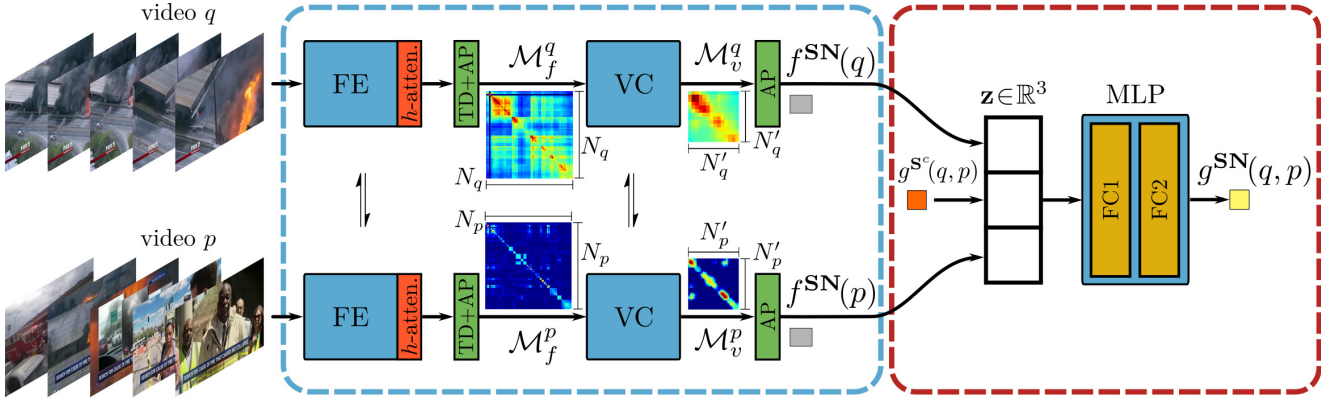 video q
FE
h-atten.
TD+AP
ℳ_f^q
N_q
N_q
VC
ℳ_v^q
N′_q
N′_q
AP
f^SN(q)
z∈ℝ³
MLP
g^{S^c}(q, p)
FC1
FC2
g^SN(q, p)
video p
FE
h-atten.
TD+AP
N_p
N_p
ℳ_f^p
VC
N′_p
N′_p
ℳ_v^p
AP
f^SN(p)